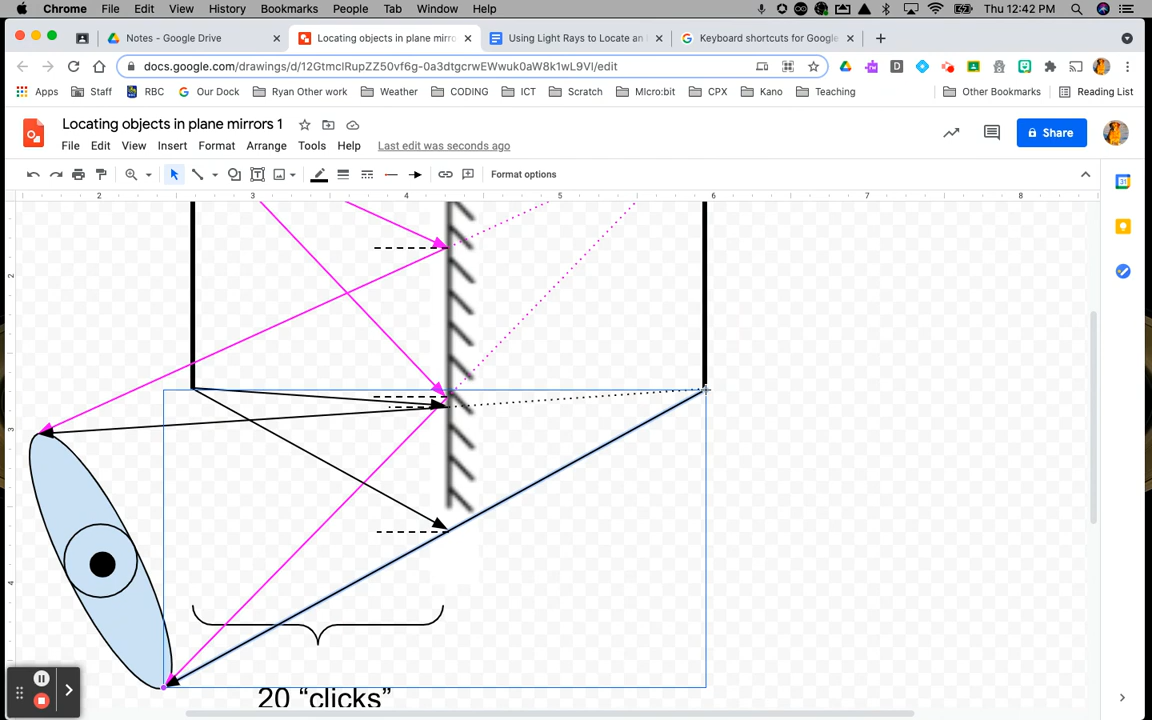 Chrome File Edit View History Bookmarks People Tab Window Help Thu 12:42 PM
Notes - Google Drive Locating objects in plane mirro Using Light Rays to Locate an Keyboard shortcuts for Google
docs.google.com/drawings/d/12GtmclRupZZ50vf6g-0a3dtgcrwEWwuk0aW8k1wL9VI/edit
Apps Staff RBC Our Dock Ryan Other work Weather CODING ICT Scratch Micro:bit CPX Kano Teaching Other Bookmarks Reading List
Locating objects in plane mirrors 1
Share
File Edit View Insert Format Arrange Tools Help Last edit was seconds ago
Format options
2 3 4 5 6 7 8
2
3
4
20 “clicks”